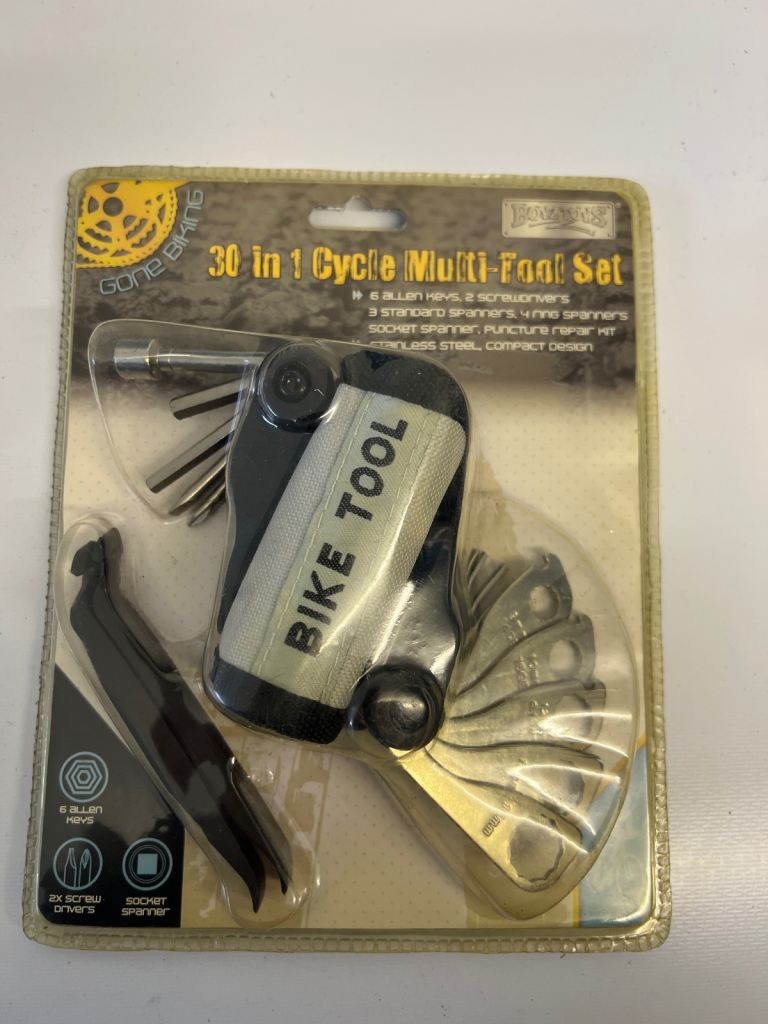 GONE BIKING
BOYZ TOYS
30 in 1 Cycle Multi-Tool Set
6 ALLEN KEYS, 2 SCREWDRIVERS
3 STANDARD SPANNERS, 4 RING SPANNERS
SOCKET SPANNER, PUNCTURE REPAIR KIT
STAINLESS STEEL, COMPACT DESIGN
BIKE TOOL
6 ALLEN
KEYS
2X SCREW
DRIVERS
SOCKET
SPANNER